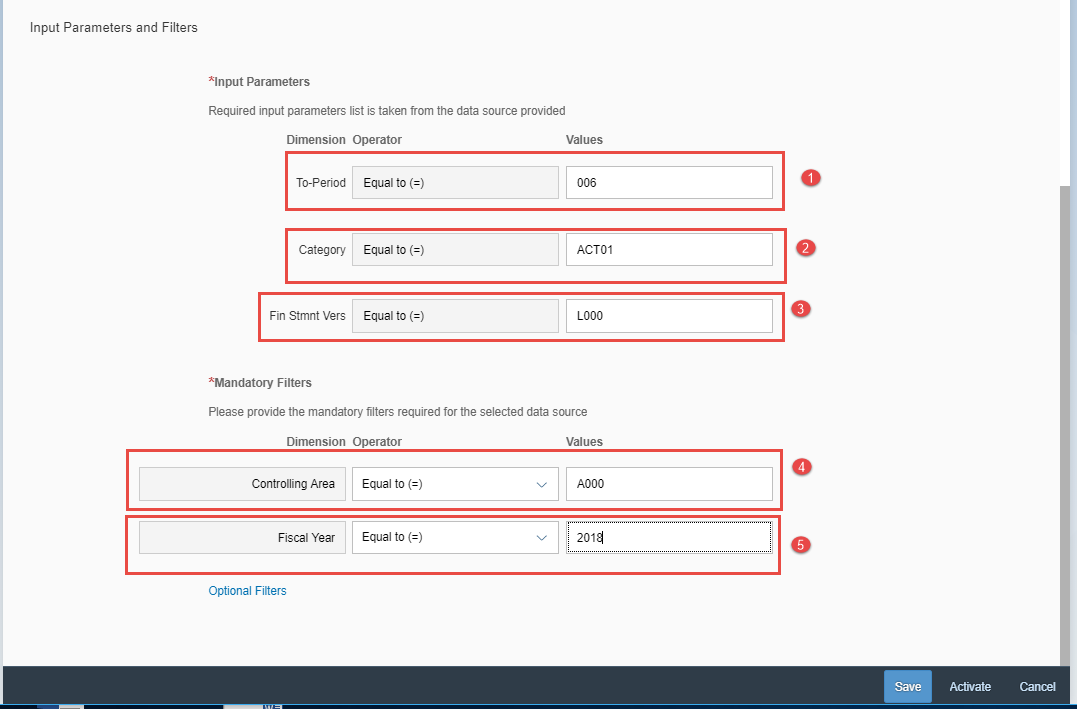 Input Parameters and Filters
*Input Parameters
Required input parameters list is taken from the data source provided
Dimension Operator Values
To-Period Equal to (=) 006 1
Category Equal to (=) ACT01 2
Fin Stmnt Vers Equal to (=) L000 3
*Mandatory Filters
Please provide the mandatory filters required for the selected data source
Dimension Operator Values
Controlling Area Equal to (=) A000 4
Fiscal Year Equal to (=) 2018 5
Optional Filters
Save Activate Cancel